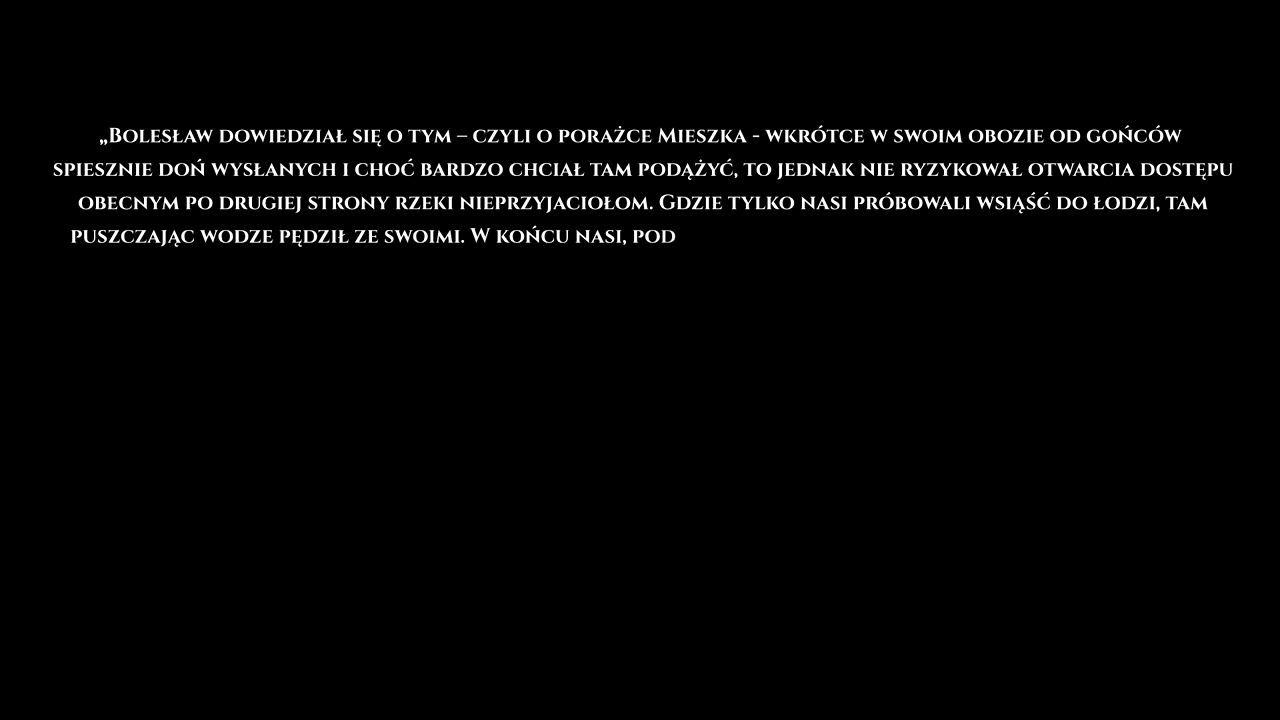 „Bolesław dowiedział się o tym – czyli o porażce Mieszka - wkrótce w swoim obozie od gońców
spiesznie doń wysłanych i choć bardzo chciał tam podążyć, to jednak nie ryzykował otwarcia dostępu
obecnym po drugiej strony rzeki nieprzyjaciołom. Gdzie tylko nasi próbowali wsiąść do łodzi, tam
puszczając wodze pędził ze swoimi. W końcu nasi, pod